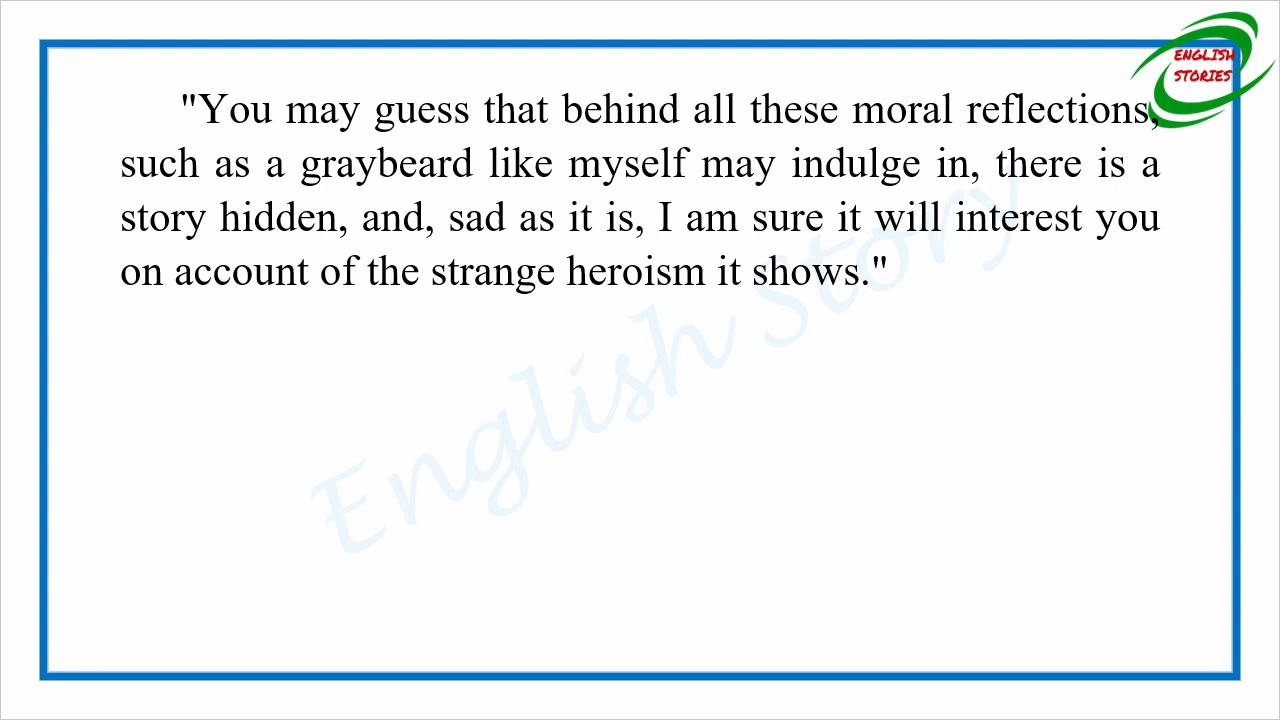 ENGLISH
STORIES
"You may guess that behind all these moral reflections,
such as a graybeard like myself may indulge in, there is a
story hidden, and, sad as it is, I am sure it will interest you
on account of the strange heroism it shows."
English Story